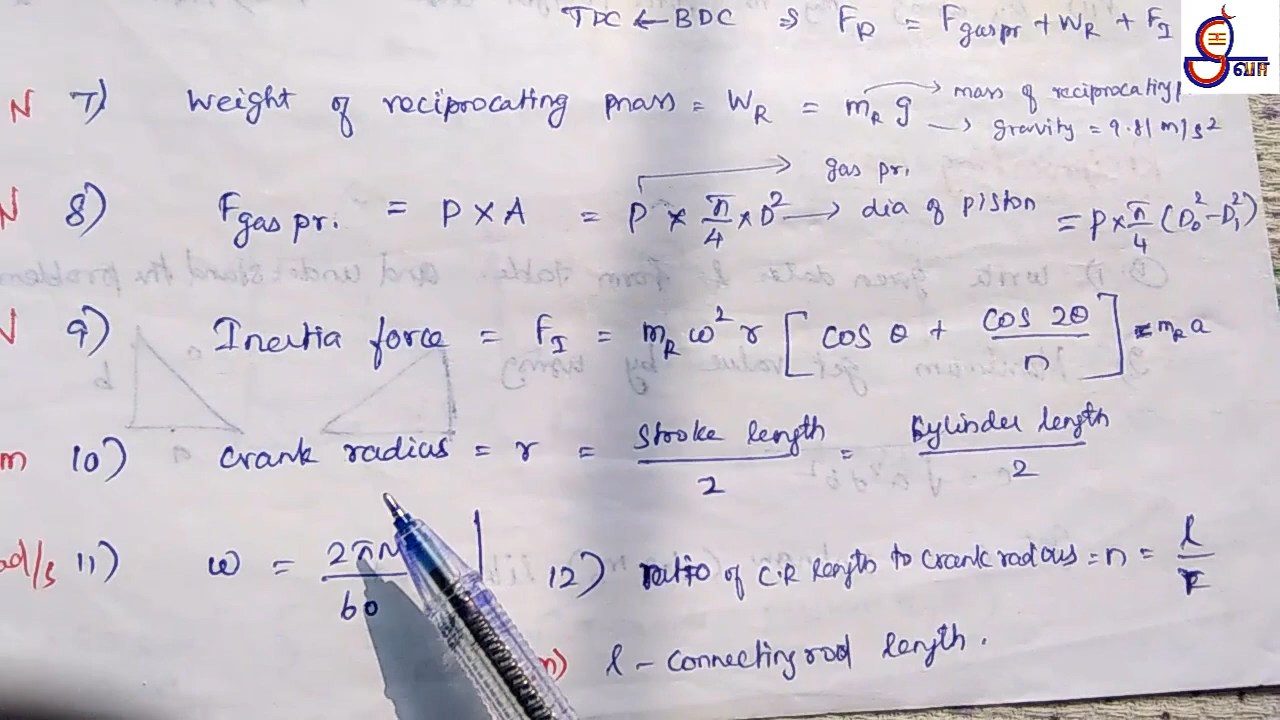 TDC ← BDC ⇒ F_R = F_gas pr + W_R + F_I
N 7) Weight of reciprocating mass = W_R = m_R g → mass of reciprocating
→ gravity = 9.81 m/s²
N 8) F_gas pr. = P × A = P × π/4 × D² → dia of piston = P × π/4 (D_o² - D_i²)
→ gas pr.
N 9) Inertia force = F_I = m_R ω² r [cos θ + cos 2θ / n] = m_R a
m 10) Crank radius = r = Stroke length / 2 = Cylinder length / 2
rad/s 11) ω = 2πN / 60
12) ratio of C.R length to crank radius = n = l / r
m) l - connecting rod length.
சிவா